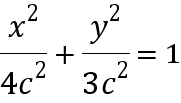 x²/4c² + y²/3c² = 1